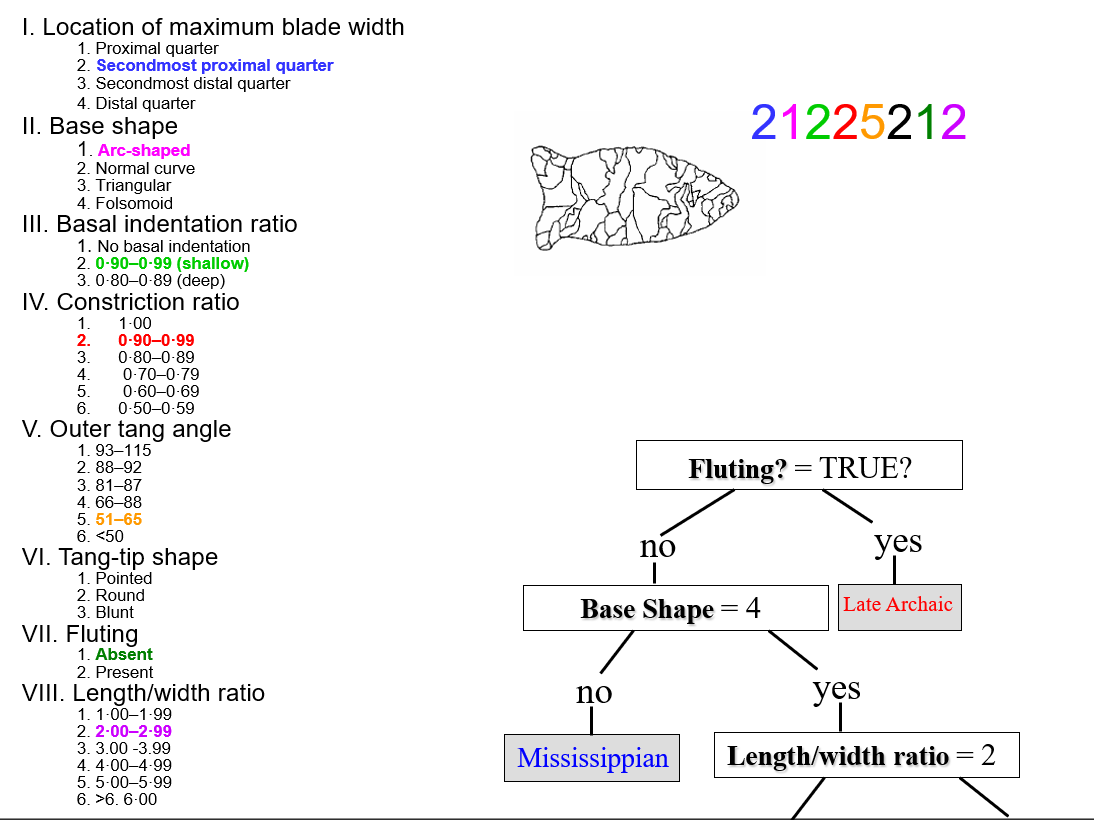 I. Location of maximum blade width
1. Proximal quarter
2. Secondmost proximal quarter
3. Secondmost distal quarter
4. Distal quarter
II. Base shape
1. Arc-shaped
2. Normal curve
3. Triangular
4. Folsomoid
III. Basal indentation ratio
1. No basal indentation
2. 0·90–0·99 (shallow)
3. 0·80–0·89 (deep)
IV. Constriction ratio
1. 1·00
2. 0·90–0·99
3. 0·80–0·89
4. 0·70–0·79
5. 0·60–0·69
6. 0·50–0·59
V. Outer tang angle
1. 93–115
2. 88–92
3. 81–87
4. 66–88
5. 51–65
6. <50
VI. Tang-tip shape
1. Pointed
2. Round
3. Blunt
VII. Fluting
1. Absent
2. Present
VIII. Length/width ratio
1. 1·00–1·99
2. 2·00–2·99
3. 3.00 -3.99
4. 4·00–4·99
5. 5·00–5·99
6. >6. 6·00
21225212
Fluting? = TRUE?
no
yes
Base Shape = 4
Late Archaic
no
yes
Mississippian
Length/width ratio = 2